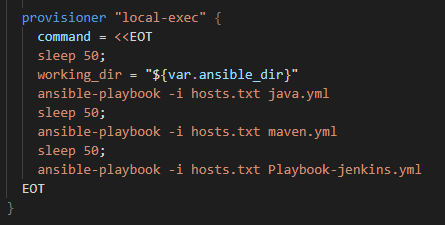 provisioner "local-exec" {
command = <<EOT
sleep 50;
working_dir = "${var.ansible_dir}"
ansible-playbook -i hosts.txt java.yml
sleep 50;
ansible-playbook -i hosts.txt maven.yml
sleep 50;
ansible-playbook -i hosts.txt Playbook-jenkins.yml
EOT
}